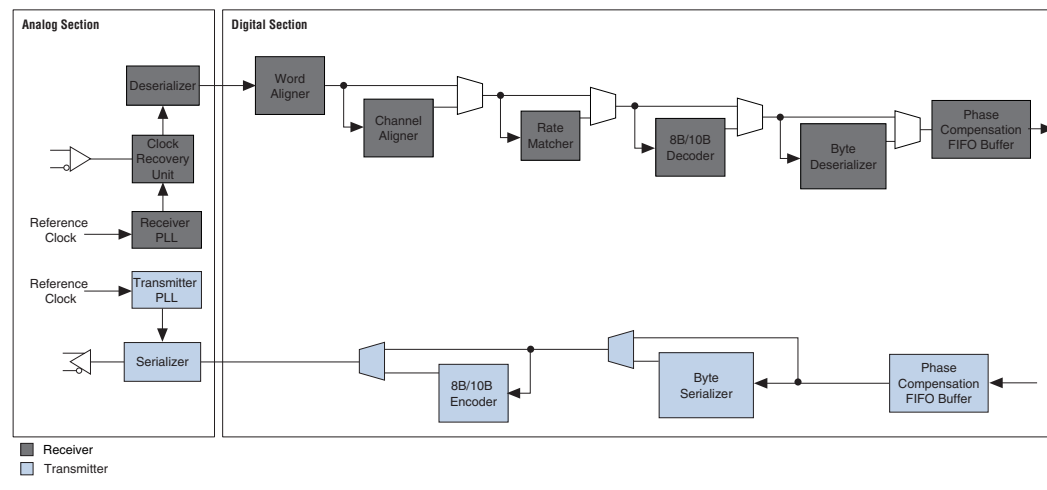 Analog Section
Digital Section
Deserializer
Word
Aligner
Channel
Aligner
Rate
Matcher
8B/10B
Decoder
Byte
Deserializer
Phase
Compensation
FIFO Buffer
Clock
Recovery
Unit
Reference
Clock
Receiver
PLL
Reference
Clock
Transmitter
PLL
Serializer
8B/10B
Encoder
Byte
Serializer
Phase
Compensation
FIFO Buffer
Receiver
Transmitter